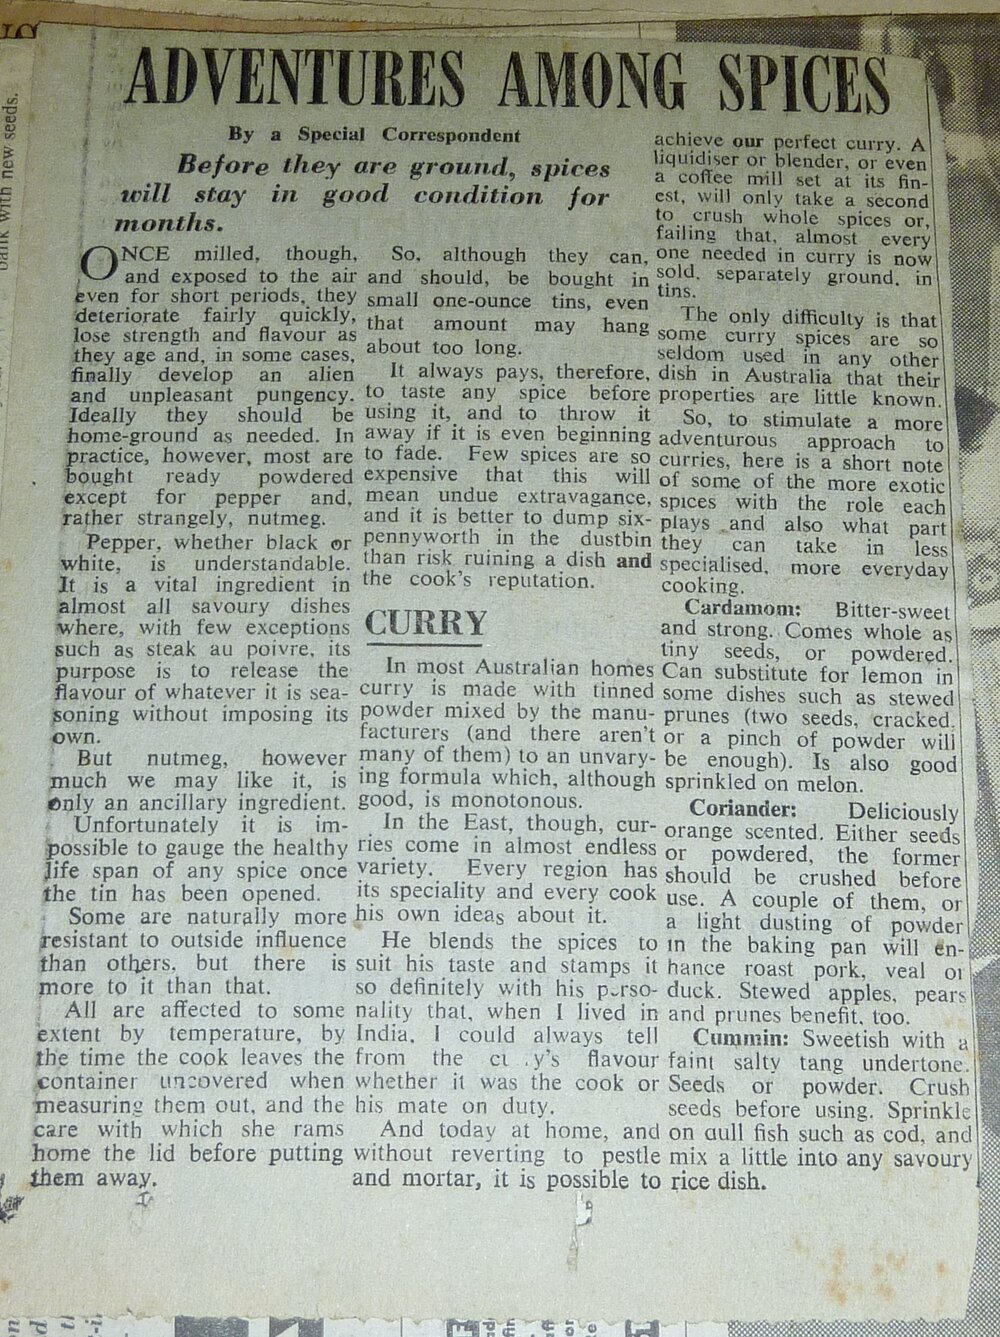 ADVENTURES AMONG SPICES
By a Special Correspondent
Before they are ground, spices
will stay in good condition for
months.
ONCE milled, though,
and exposed to the air
even for short periods, they
deteriorate fairly quickly,
lose strength and flavour as
they age and, in some cases,
finally develop an alien
and unpleasant pungency.
Ideally they should be
home-ground as needed. In
practice, however, most are
bought ready powdered
except for pepper and,
rather strangely, nutmeg.
Pepper, whether black or
white, is understandable.
It is a vital ingredient in
almost all savoury dishes
where, with few exceptions
such as steak au poivre, its
purpose is to release the
flavour of whatever it is sea-
soning without imposing its
own.
But nutmeg, however
much we may like it, is
only an ancillary ingredient.
Unfortunately it is im-
possible to gauge the healthy
life span of any spice once
the tin has been opened.
Some are naturally more
resistant to outside influence
than others, but there is
more to it than that.
All are affected to some
extent by temperature, by
the time the cook leaves the
container uncovered when
measuring them out, and the
care with which she rams
home the lid before putting
them away.
So, although they can,
and should, be bought in
small one-ounce tins, even
that amount may hang
about too long.
It always pays, therefore,
to taste any spice before
using it, and to throw it
away if it is even beginning
to fade. Few spices are so
expensive that this will
mean undue extravagance,
and it is better to dump six-
pennyworth in the dustbin
than risk ruining a dish and
the cook's reputation.
CURRY
In most Australian homes
curry is made with tinned
powder mixed by the manu-
facturers (and there aren't
many of them) to an unvary-
ing formula which, although
good, is monotonous.
In the East, though, cur-
ries come in almost endless
variety. Every region has
its speciality and every cook
his own ideas about it.
He blends the spices to
suit his taste and stamps it
so definitely with his perso-
nality that, when I lived in
India, I could always tell
from the flavour
whether it was the cook or
his mate on duty.
And today at home, and
without reverting to pestle
and mortar, it is possible to
achieve our perfect curry. A
liquidiser or blender, or even
a coffee mill set at its fin-
est, will only take a second
to crush whole spices or,
failing that, almost every
one needed in curry is now
sold, separately ground, in
tins.
The only difficulty is that
some curry spices are so
seldom used in any other
dish in Australia that their
properties are little known.
So, to stimulate a more
adventurous approach to
curries, here is a short note
of some of the more exotic
spices with the role each
plays and also what part
they can take in less
specialised, more everyday
cooking.
Cardamom: Bitter-sweet
and strong. Comes whole as
tiny seeds, or powdered.
Can substitute for lemon in
some dishes such as stewed
prunes (two seeds, cracked,
or a pinch of powder will
be enough). Is also good
sprinkled on melon.
Coriander: Deliciously
orange scented. Either seeds
or powdered, the former
should be crushed before
use. A couple of them, or
a light dusting of powder
in the baking pan will en-
hance roast pork, veal or
duck. Stewed apples, pears
and prunes benefit, too.
Cummin: Sweetish with a
faint salty tang undertone.
Seeds or powder. Crush
seeds before using. Sprinkle
on dull fish such as cod, and
mix a little into any savoury
rice dish.
with new seeds.